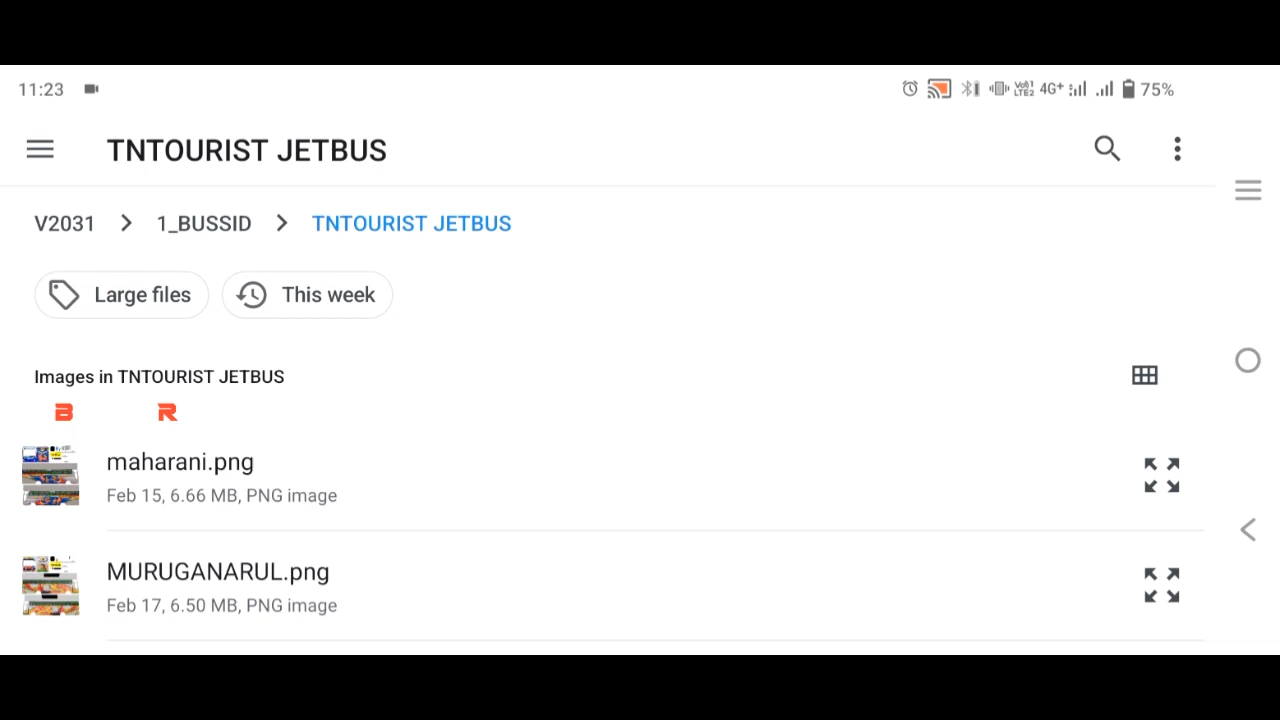 11:23
4G+ 75%
TNTOURIST JETBUS
V2031 > 1_BUSSID > TNTOURIST JETBUS
Large files This week
Images in TNTOURIST JETBUS
B R
maharani.png
Feb 15, 6.66 MB, PNG image
MURUGANARUL.png
Feb 17, 6.50 MB, PNG image